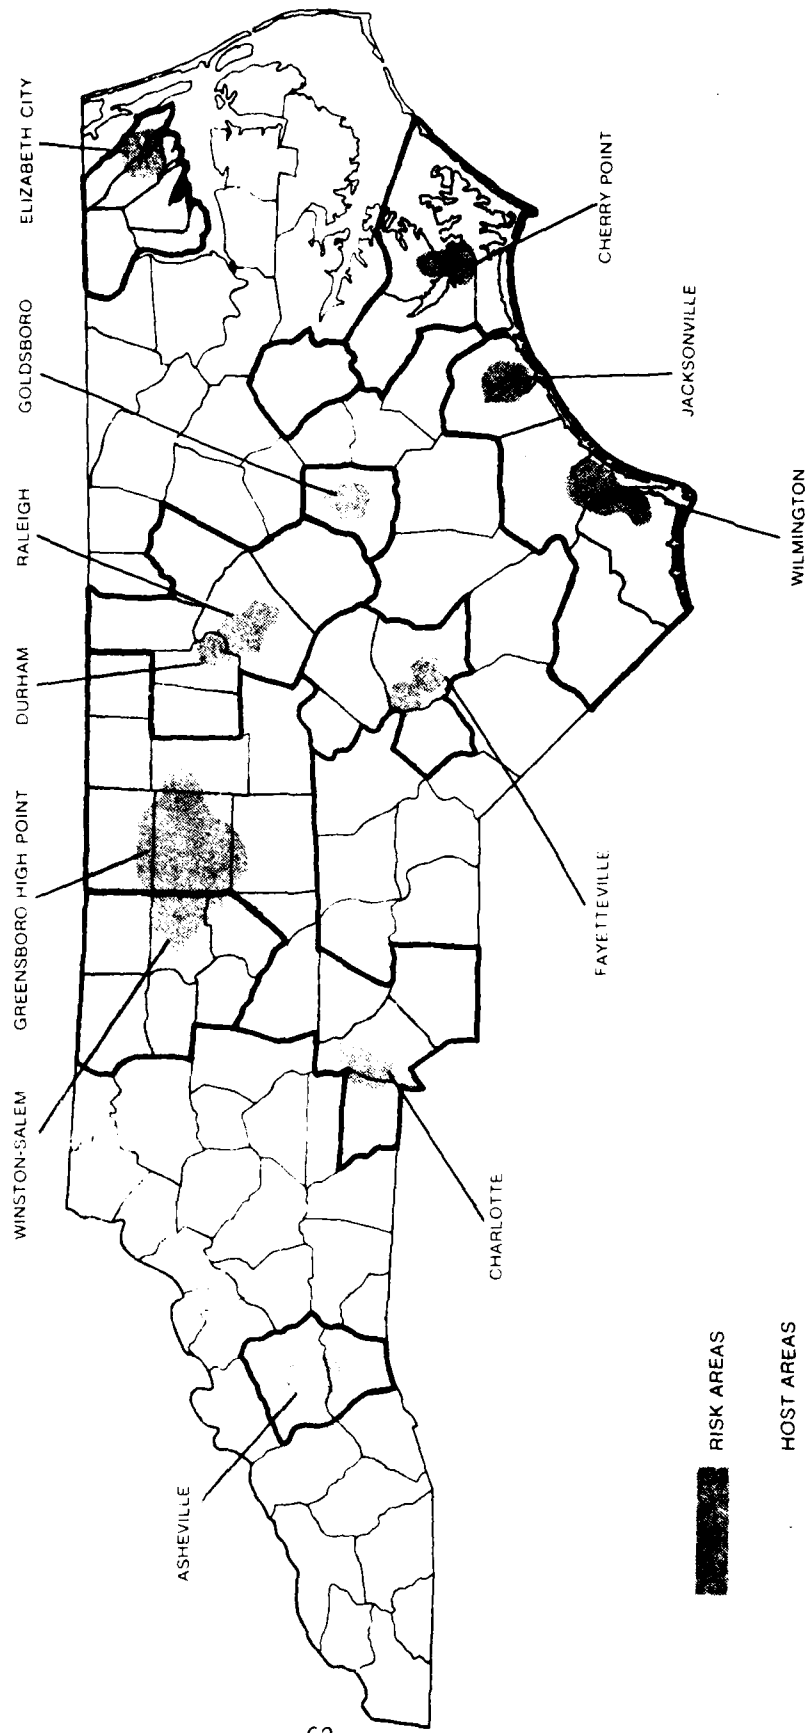 ASHEVILLE
WINSTON-SALEM
GREENSBORO HIGH POINT
DURHAM
RALEIGH
GOLDSBORO
ELIZABETH CITY
CHARLOTTE
FAYETTEVILLE
WILMINGTON
JACKSONVILLE
CHERRY POINT
RISK AREAS
HOST AREAS